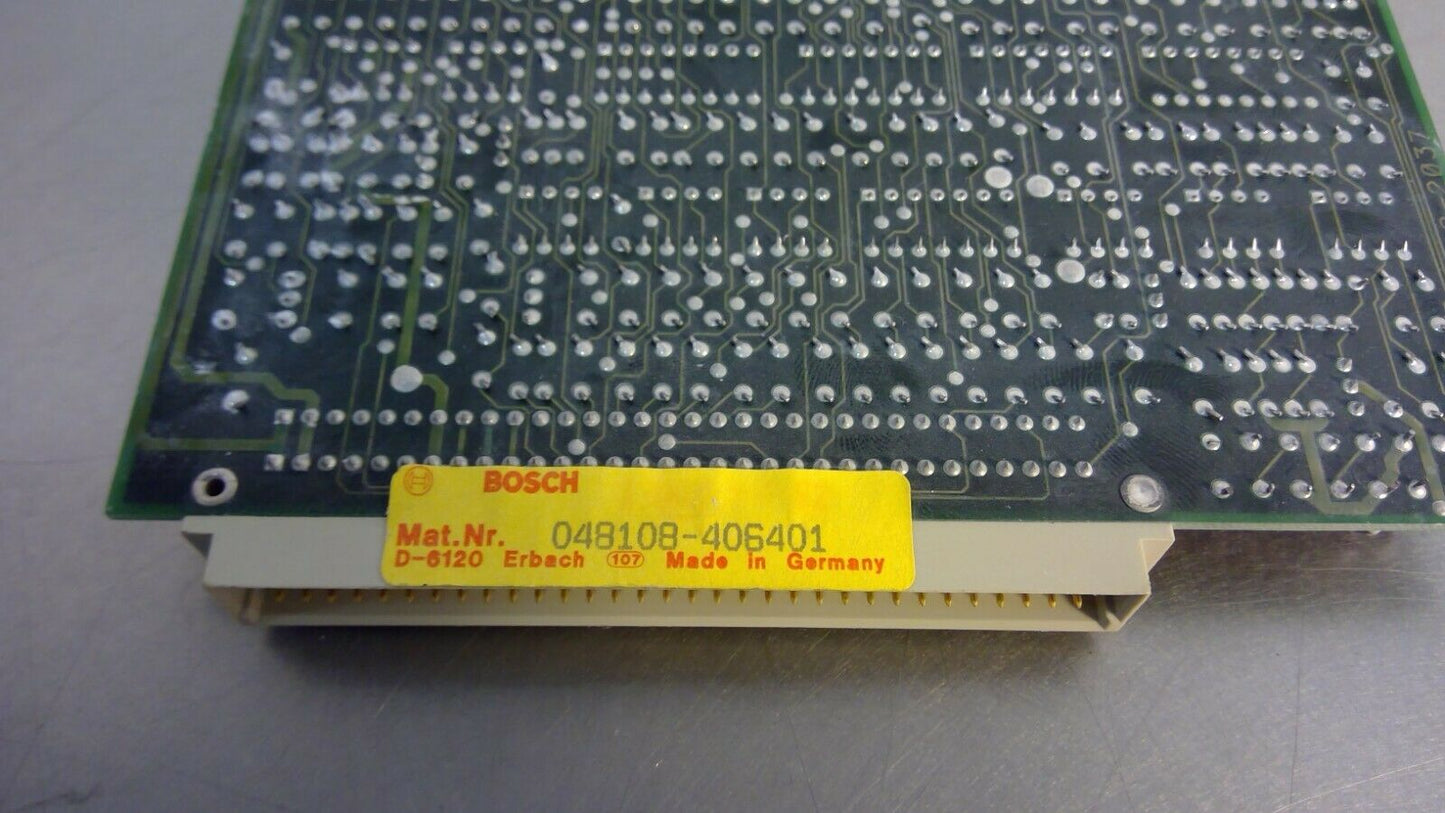 BOSCH
Mat.Nr. 048108-406401
D-6120 Erbach 107 Made in Germany